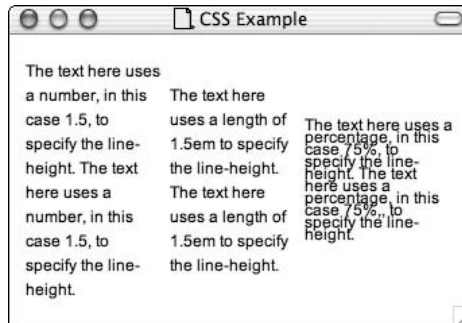 CSS Example
The text here uses
a number, in this
case 1.5, to
specify the line-
height. The text
here uses a
number, in this
case 1.5, to
specify the line-
height.
The text here
uses a length of
1.5em to specify
the line-height.
The text here
uses a length of
1.5em to specify
the line-height.
The text here uses a
percentage, in this
case 75%, to
specify the line-
height. The text
here uses a
percentage, in this
case 75%,, to
specify the line-
height.